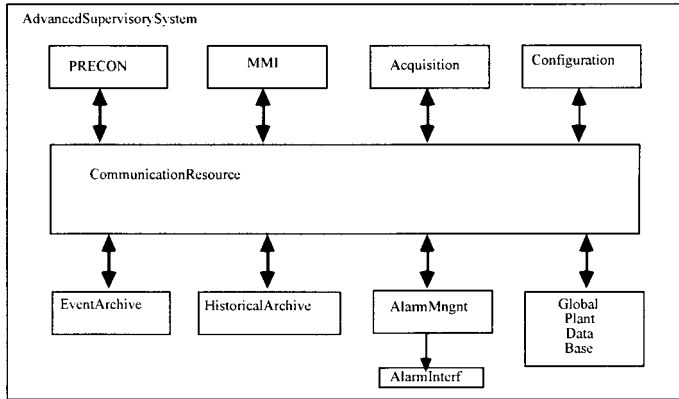 AdvancedSupervisorySystem
PRECON
MMI
Acquisition
Configuration
CommunicationResource
EventArchive
HistoricalArchive
AlarmMngnt
Global
Plant
Data
Base
AlarmInterf